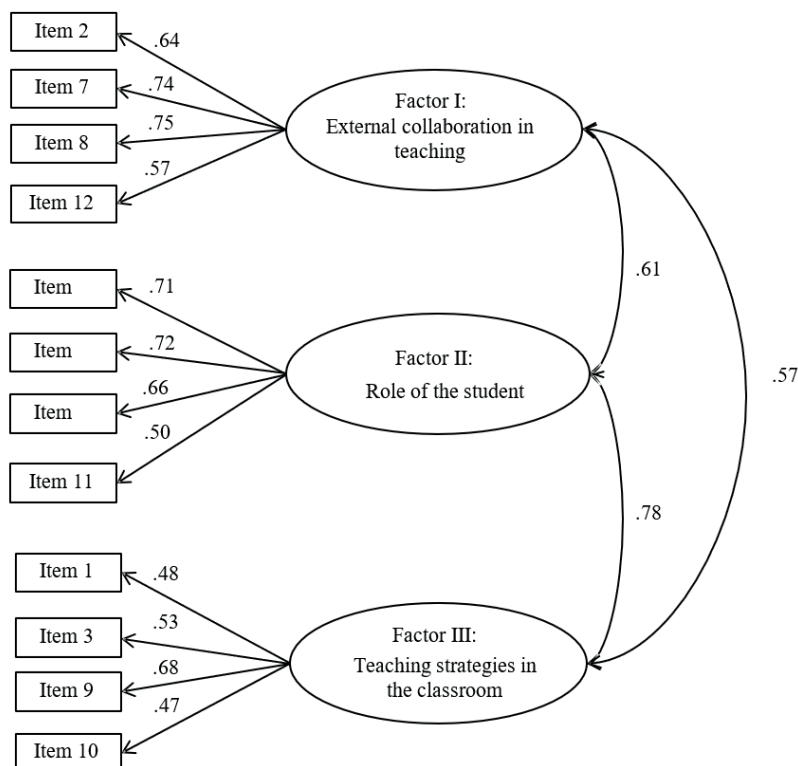 Item 2
.64
Item 7
.74
Item 8
.75
Item 12
.57
Factor I:
External collaboration in
teaching
.61
Item
.71
Item
.72
Item
.66
Item 11
.50
Factor II:
Role of the student
.57
.78
Item 1
.48
Item 3
.53
Item 9
.68
Item 10
.47
Factor III:
Teaching strategies in
the classroom